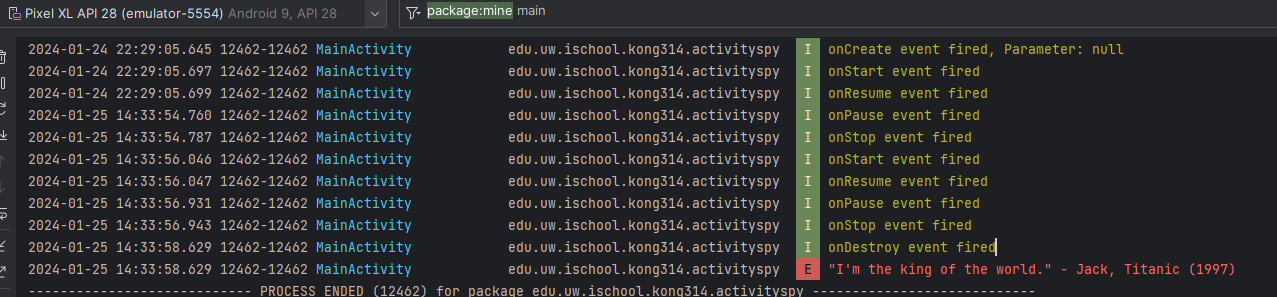 Pixel XL API 28 (emulator-5554) Android 9, API 28 package:mine main
2024-01-24 22:29:05.645 12462-12462 MainActivity edu.uw.ischool.kong314.activityspy I onCreate event fired, Parameter: null
2024-01-24 22:29:05.697 12462-12462 MainActivity edu.uw.ischool.kong314.activityspy I onStart event fired
2024-01-24 22:29:05.699 12462-12462 MainActivity edu.uw.ischool.kong314.activityspy I onResume event fired
2024-01-25 14:33:54.760 12462-12462 MainActivity edu.uw.ischool.kong314.activityspy I onPause event fired
2024-01-25 14:33:54.787 12462-12462 MainActivity edu.uw.ischool.kong314.activityspy I onStop event fired
2024-01-25 14:33:56.046 12462-12462 MainActivity edu.uw.ischool.kong314.activityspy I onStart event fired
2024-01-25 14:33:56.047 12462-12462 MainActivity edu.uw.ischool.kong314.activityspy I onResume event fired
2024-01-25 14:33:56.931 12462-12462 MainActivity edu.uw.ischool.kong314.activityspy I onPause event fired
2024-01-25 14:33:56.943 12462-12462 MainActivity edu.uw.ischool.kong314.activityspy I onStop event fired
2024-01-25 14:33:58.629 12462-12462 MainActivity edu.uw.ischool.kong314.activityspy I onDestroy event fired
2024-01-25 14:33:58.629 12462-12462 MainActivity edu.uw.ischool.kong314.activityspy E "I'm the king of the world." - Jack, Titanic (1997)
---------------------------- PROCESS ENDED (12462) for package edu.uw.ischool.kong314.activityspy ----------------------------